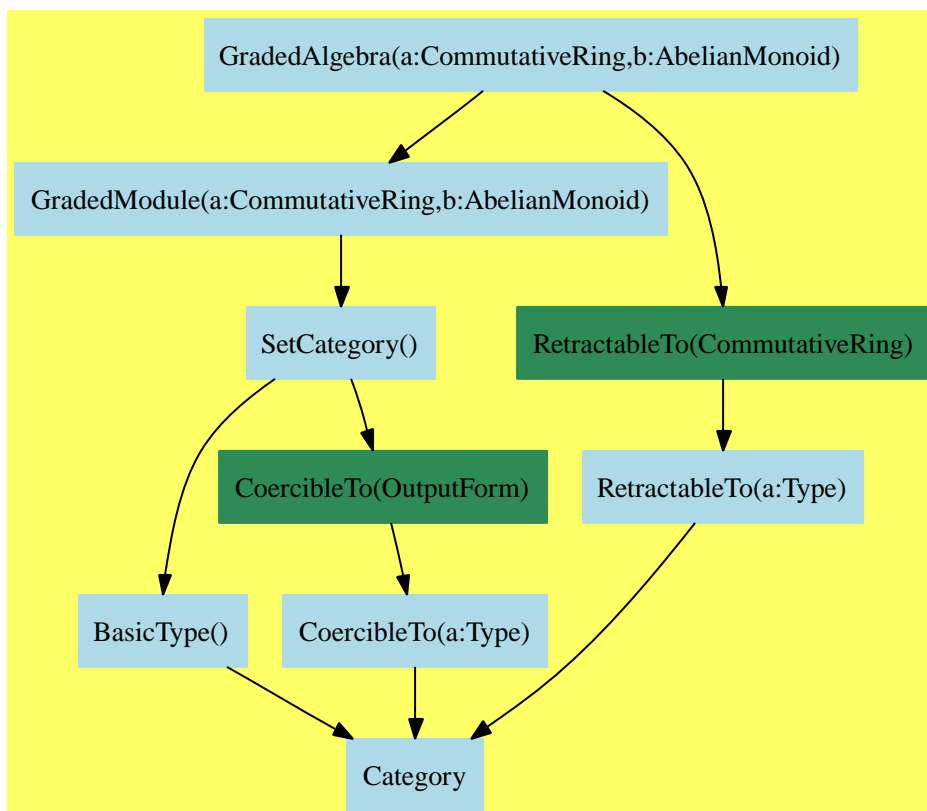 GradedAlgebra(a:CommutativeRing,b:AbelianMonoid)
GradedModule(a:CommutativeRing,b:AbelianMonoid)
SetCategory()
RetractableTo(CommutativeRing)
CoercibleTo(OutputForm)
RetractableTo(a:Type)
BasicType()
CoercibleTo(a:Type)
Category